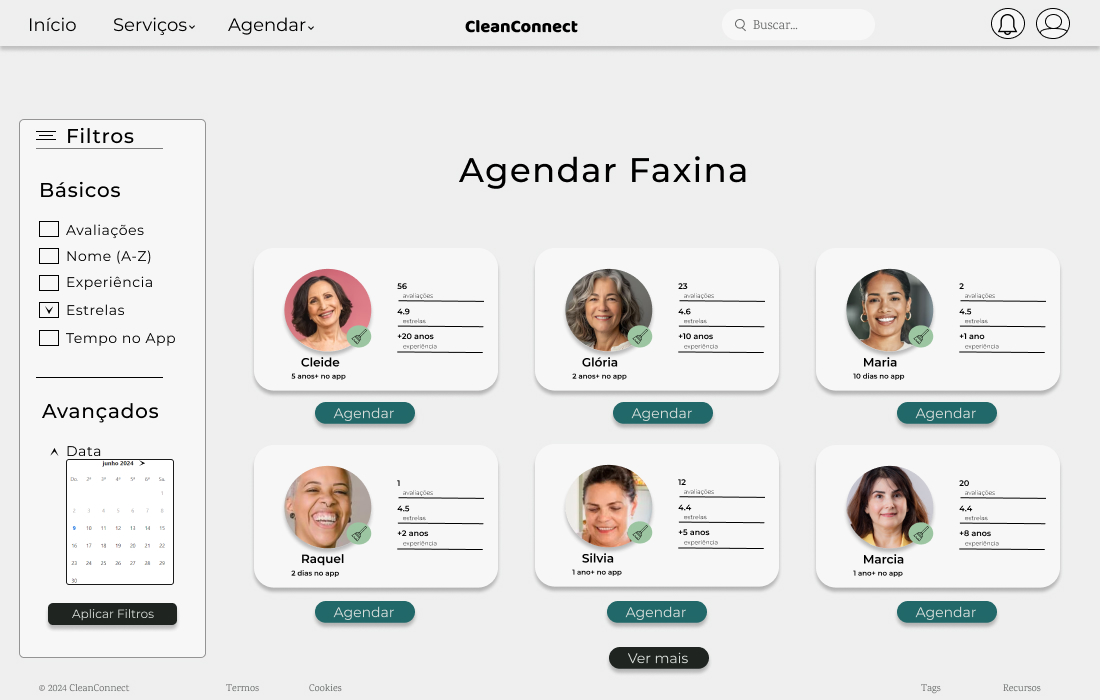 Início Serviços Agendar CleanConnect Buscar...
Filtros
Básicos
Avaliações
Nome (A-Z)
Experiência
Estrelas
Tempo no App
Avançados
Data
junho 2024 >
Do. 2ª 3ª 4ª 5ª 6ª Sa.
1
2 3 4 5 6 7 8
9 10 11 12 13 14 15
16 17 18 19 20 21 22
23 24 25 26 27 28 29
30
Aplicar Filtros
Agendar Faxina
56
avaliações
4.9
estrelas
+20 anos
experiência
Cleide
5 anos+ no app
Agendar
23
avaliações
4.6
estrelas
+10 anos
experiência
Glória
2 anos+ no app
Agendar
2
avaliações
4.5
estrelas
+1 ano
experiência
Maria
10 dias no app
Agendar
1
avaliações
4.5
estrelas
+2 anos
experiência
Raquel
2 dias no app
Agendar
12
avaliações
4.4
estrelas
+5 anos
experiência
Silvia
1 ano+ no app
Agendar
20
avaliações
4.4
estrelas
+8 anos
experiência
Marcia
1 ano+ no app
Agendar
Ver mais
© 2024 CleanConnect Termos Cookies Tags Recursos